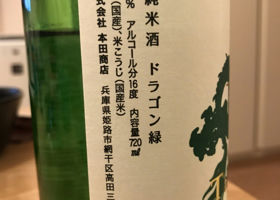 純米酒 ドラゴン緑
% アルコール分16度 内容量720㎖
(国産)、米こうじ(国産米)
式会社 本田商店
兵庫県姫路市網干区高田三